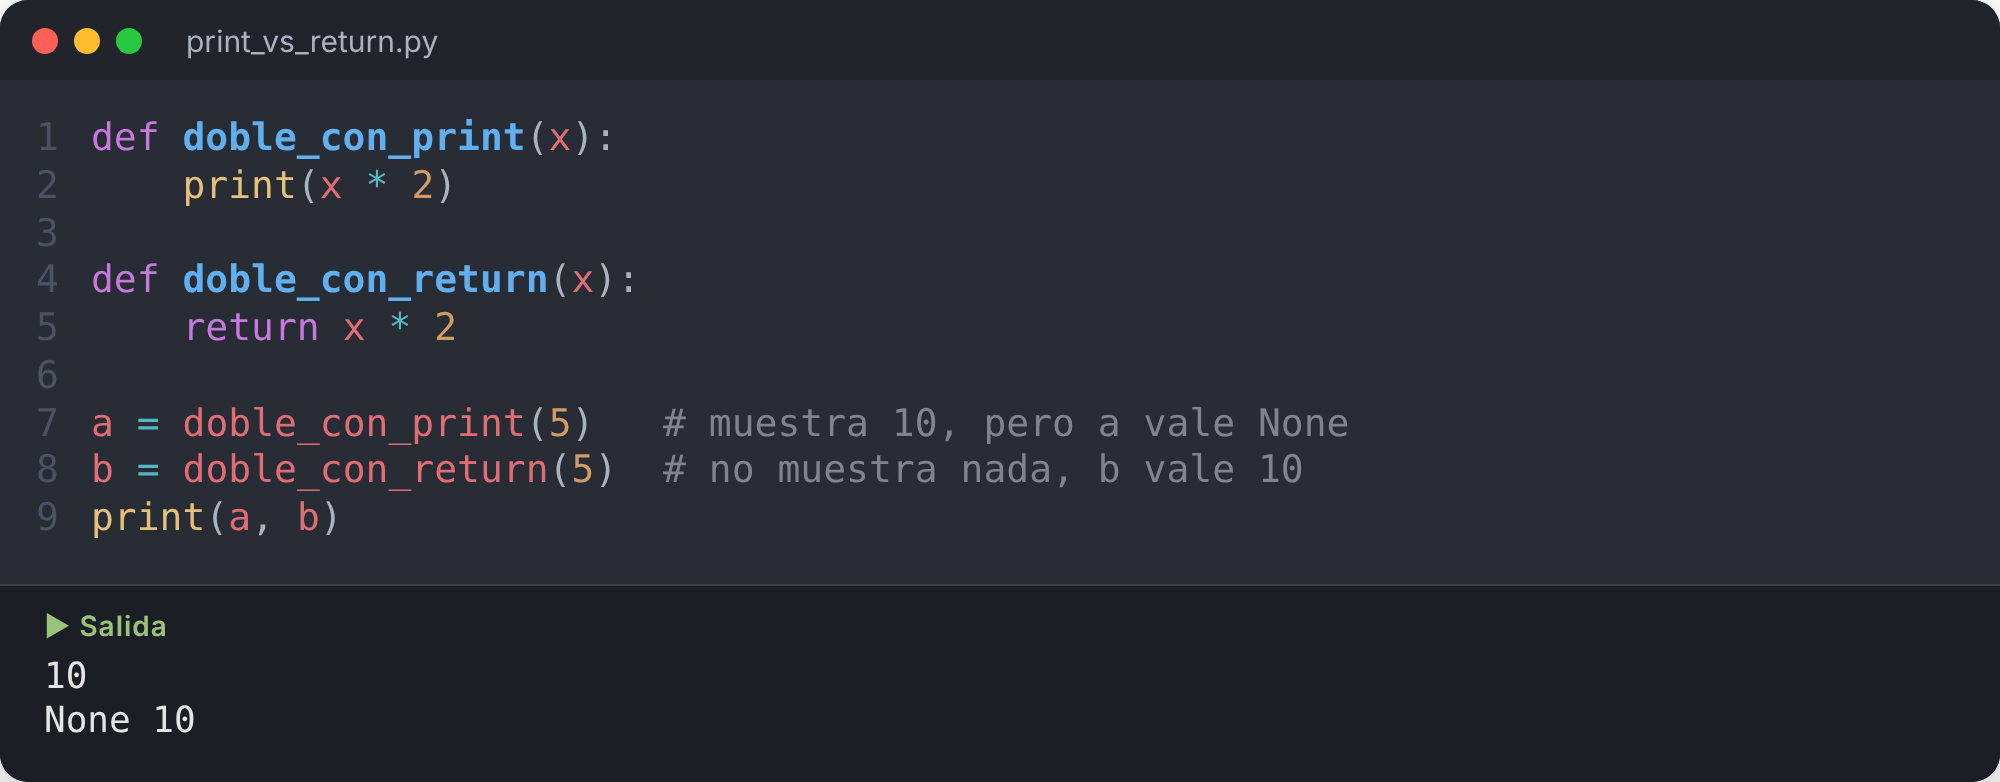 print_vs_return.py
1 def doble_con_print(x):
2     print(x * 2)
3
4 def doble_con_return(x):
5     return x * 2
6
7 a = doble_con_print(5)   # muestra 10, pero a vale None
8 b = doble_con_return(5)  # no muestra nada, b vale 10
9 print(a, b)
▶ Salida
10
None 10